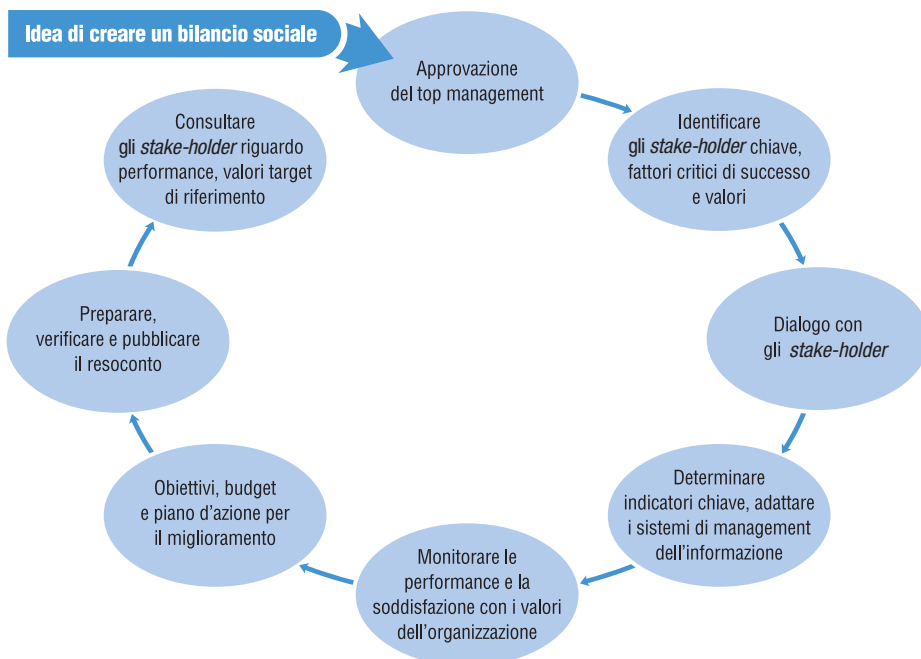 Idea di creare un bilancio sociale
Approvazione
del top management
Identificare
gli stake-holder chiave,
fattori critici di successo
e valori
Dialogo con
gli stake-holder
Determinare
indicatori chiave, adattare
i sistemi di management
dell'informazione
Monitorare le
performance e la
soddisfazione con i valori
dell'organizzazione
Obiettivi, budget
e piano d'azione per
il miglioramento
Preparare,
verificare e pubblicare
il resoconto
Consultare
gli stake-holder riguardo
performance, valori target
di riferimento